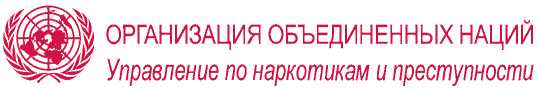 ОРГАНИЗАЦИЯ ОБЪЕДИНЕННЫХ НАЦИЙ
Управление по наркотикам и преступности